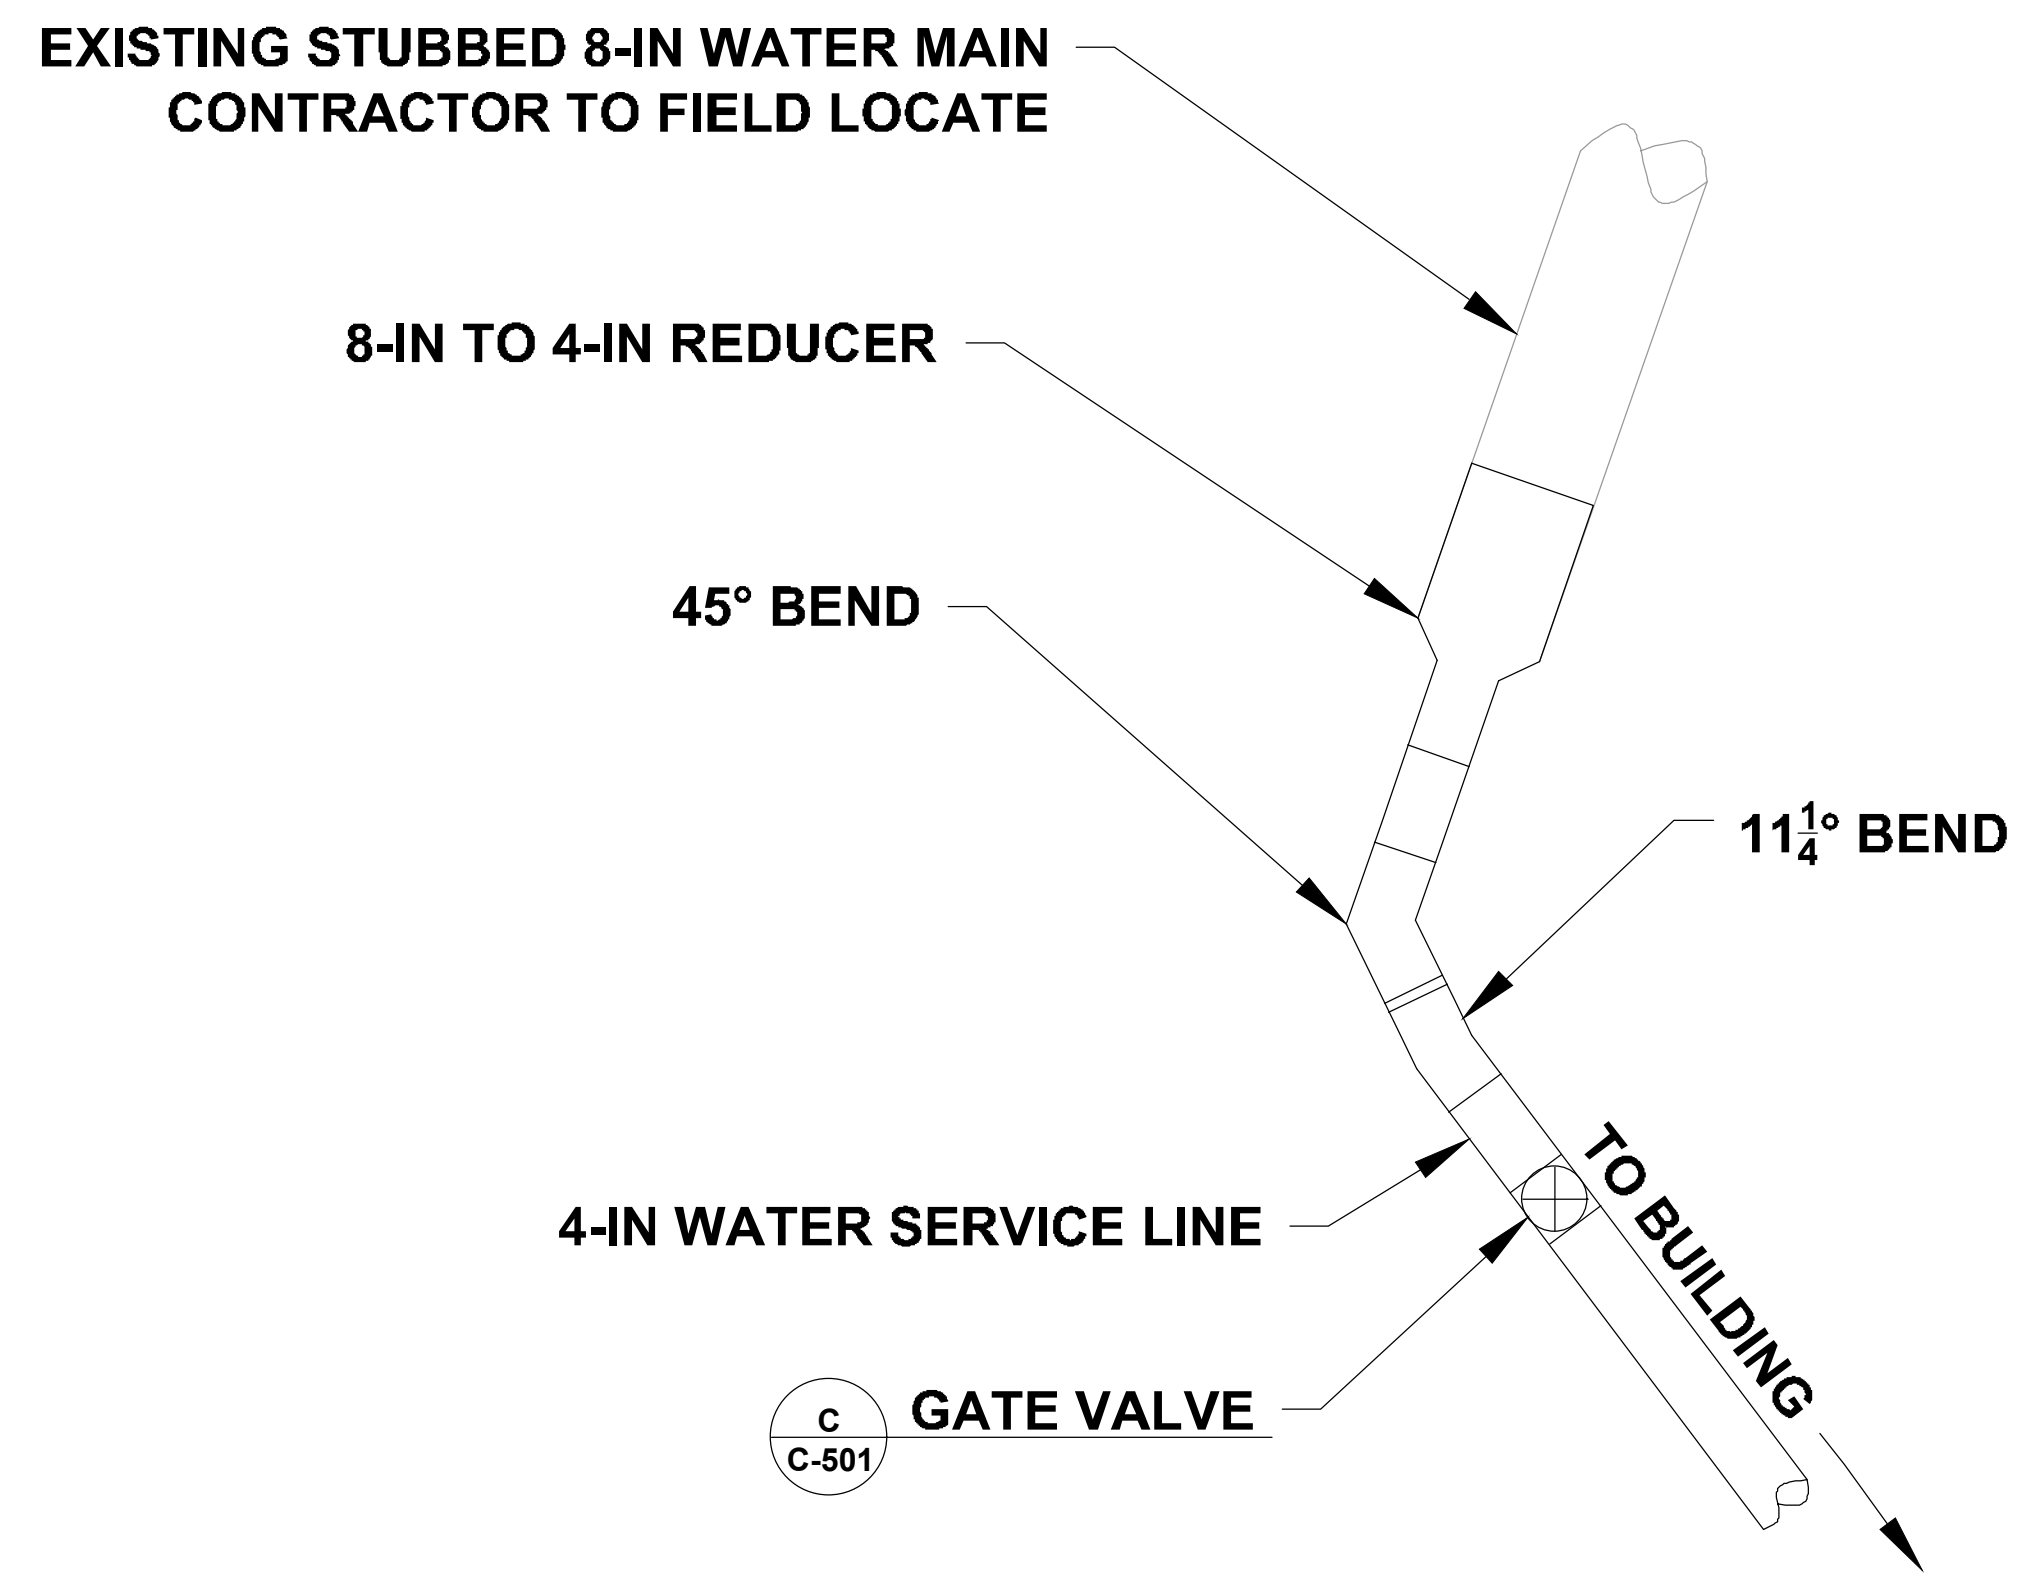 EXISTING STUBBED 8-IN WATER MAIN
CONTRACTOR TO FIELD LOCATE
8-IN TO 4-IN REDUCER
45° BEND
11¼° BEND
TO BUILDING
4-IN WATER SERVICE LINE
GATE VALVE
C
C-501